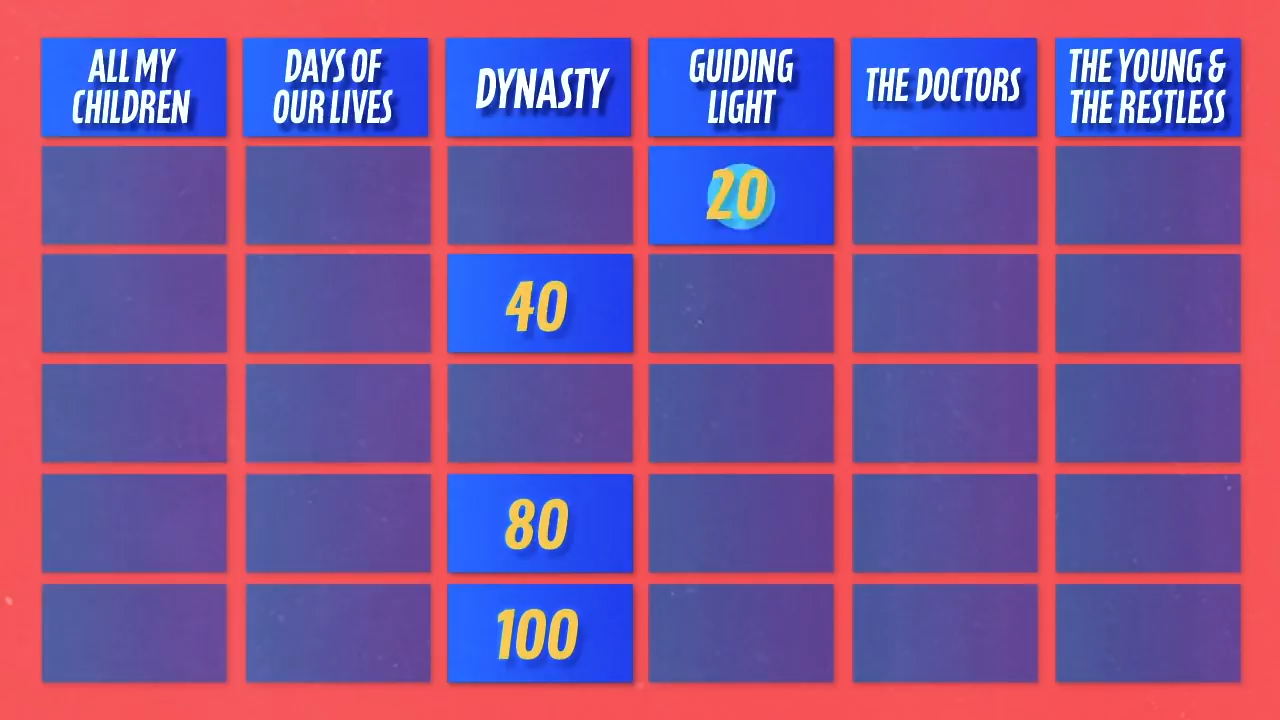 ALL MY
CHILDREN
DAYS OF
OUR LIVES
DYNASTY
GUIDING
LIGHT
THE DOCTORS
THE YOUNG &
THE RESTLESS
20
40
80
100